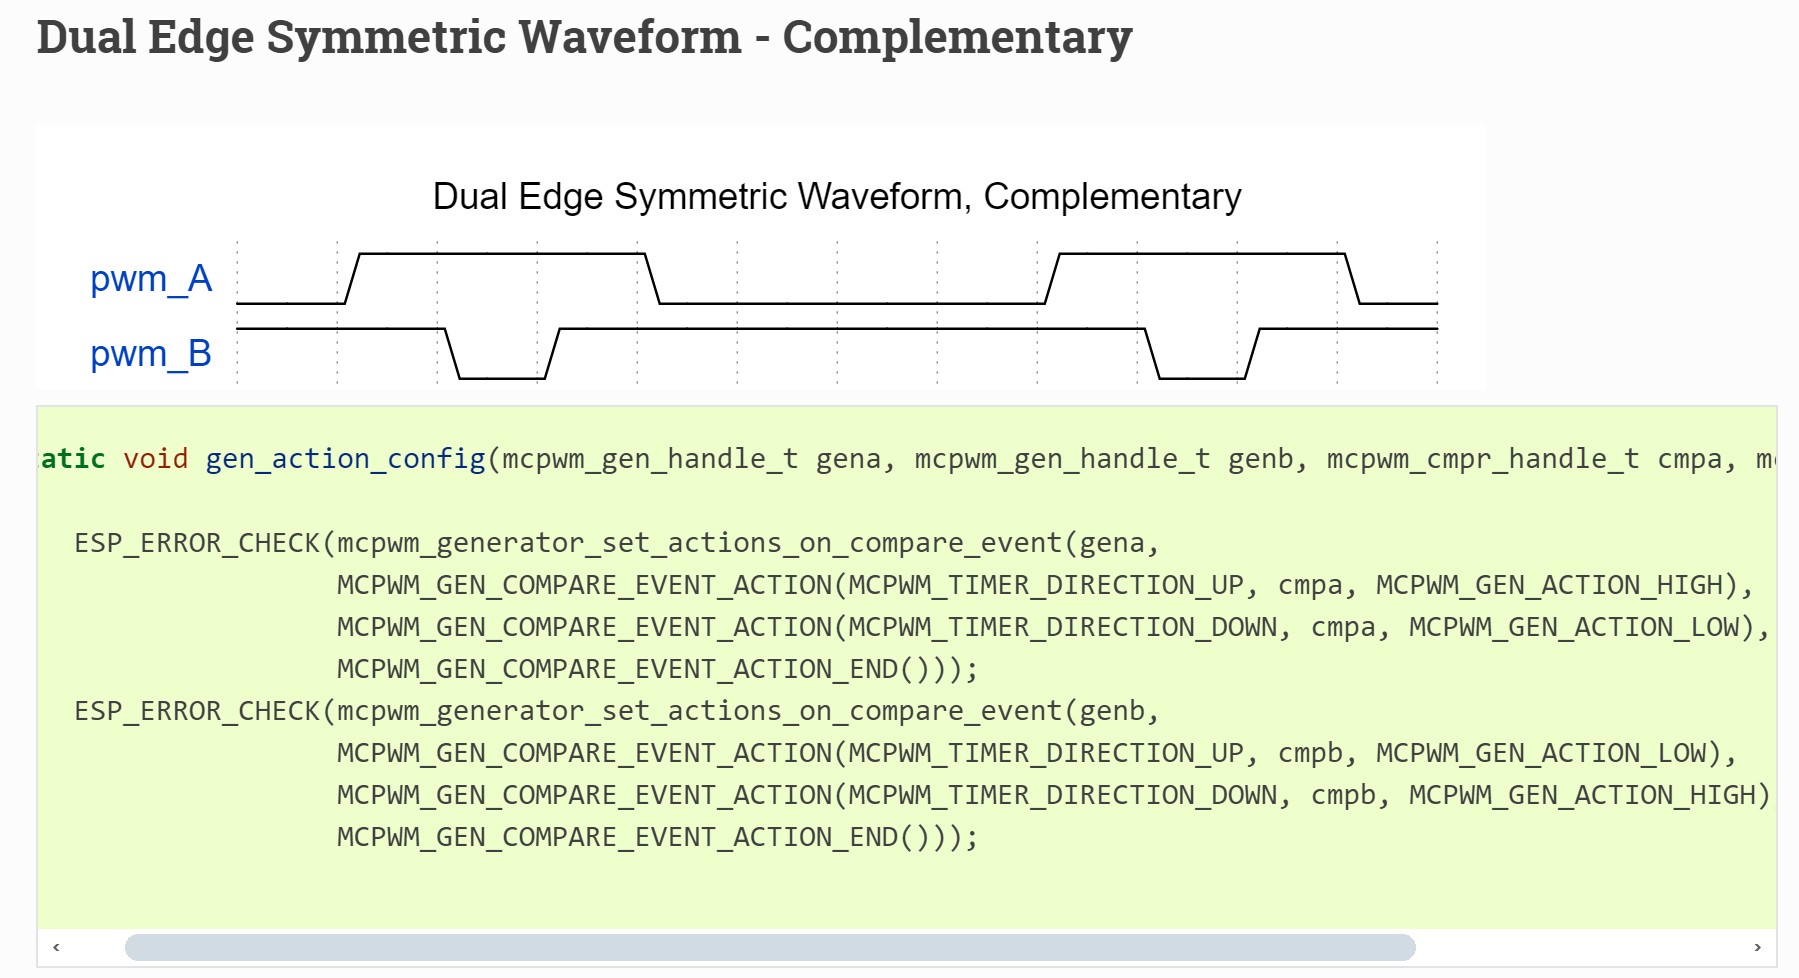 Dual Edge Symmetric Waveform - Complementary
Dual Edge Symmetric Waveform, Complementary
pwm_A
pwm_B
atic void gen_action_config(mcpwm_gen_handle_t gena, mcpwm_gen_handle_t genb, mcpwm_cmpr_handle_t cmpa, m
ESP_ERROR_CHECK(mcpwm_generator_set_actions_on_compare_event(gena,
MCPWM_GEN_COMPARE_EVENT_ACTION(MCPWM_TIMER_DIRECTION_UP, cmpa, MCPWM_GEN_ACTION_HIGH),
MCPWM_GEN_COMPARE_EVENT_ACTION(MCPWM_TIMER_DIRECTION_DOWN, cmpa, MCPWM_GEN_ACTION_LOW),
MCPWM_GEN_COMPARE_EVENT_ACTION_END()));
ESP_ERROR_CHECK(mcpwm_generator_set_actions_on_compare_event(genb,
MCPWM_GEN_COMPARE_EVENT_ACTION(MCPWM_TIMER_DIRECTION_UP, cmpb, MCPWM_GEN_ACTION_LOW),
MCPWM_GEN_COMPARE_EVENT_ACTION(MCPWM_TIMER_DIRECTION_DOWN, cmpb, MCPWM_GEN_ACTION_HIGH)
MCPWM_GEN_COMPARE_EVENT_ACTION_END()));